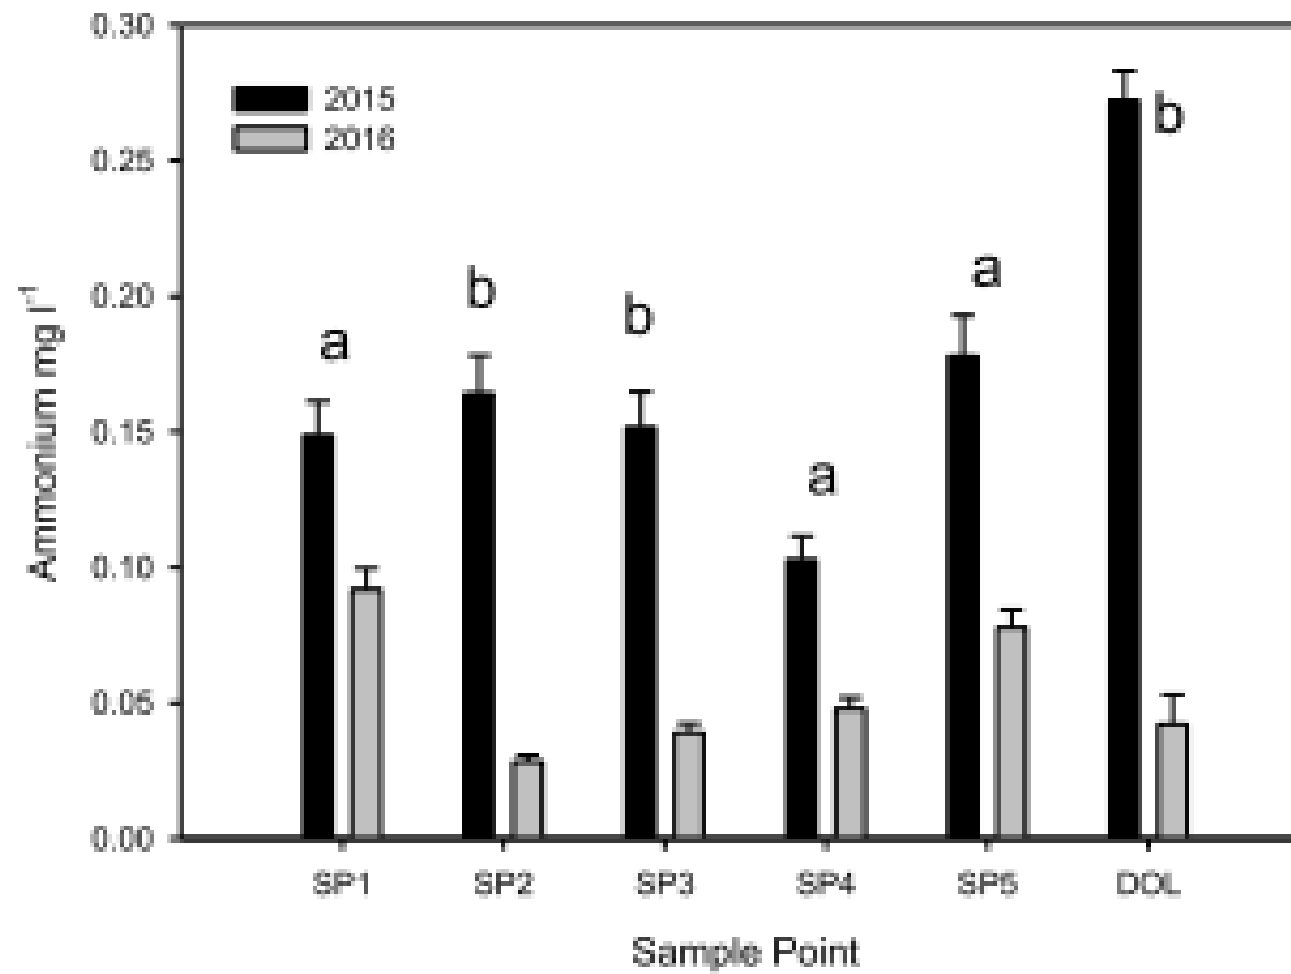 0.30
2015
2016
b
0.25
a
b
b
0.20
a
a
0.15
0.10
0.05
0.00
Ammonium mg l⁻¹
SP1 SP2 SP3 SP4 SP5 DOL
Sample Point